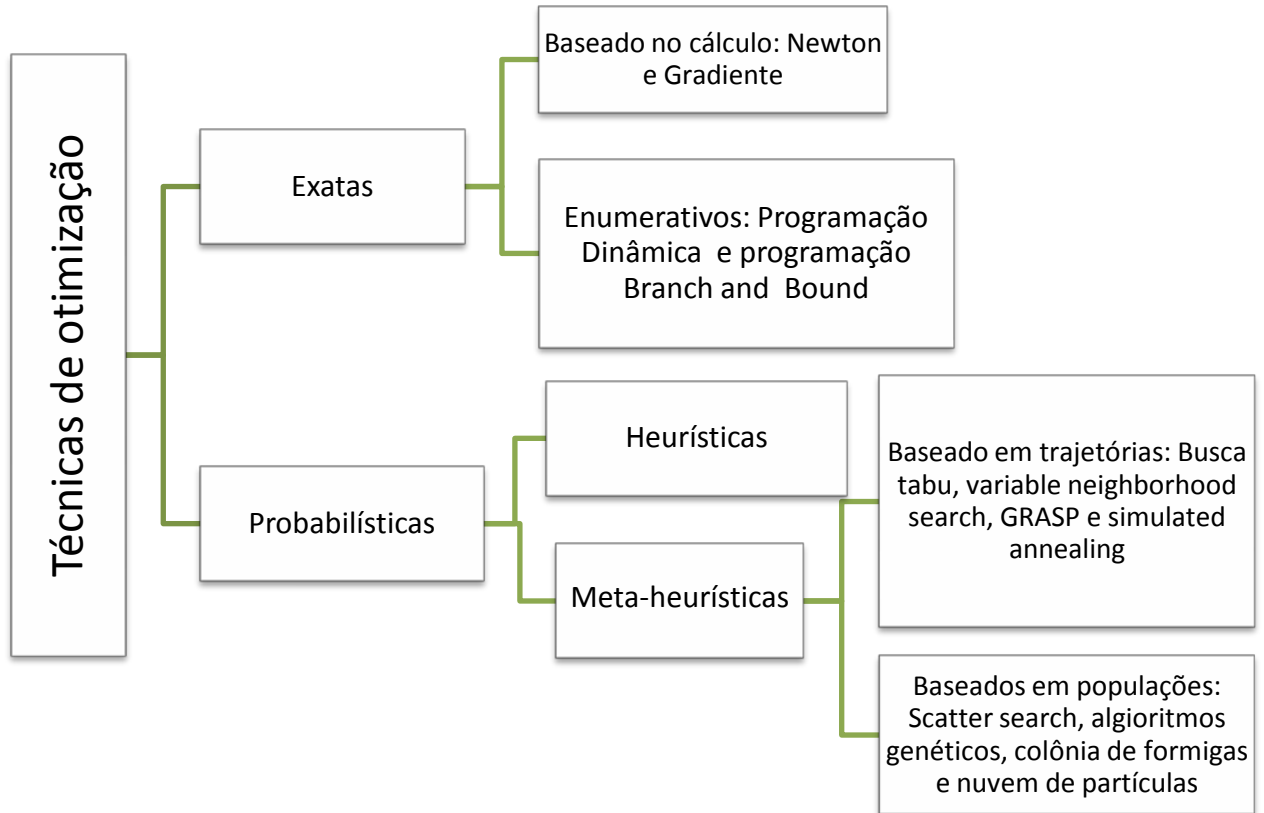 Técnicas de otimização
Exatas
Baseado no cálculo: Newton
e Gradiente
Enumerativos: Programação
Dinâmica e programação
Branch and Bound
Probabilísticas
Heurísticas
Meta-heurísticas
Baseado em trajetórias: Busca
tabu, variable neighborhood
search, GRASP e simulated
annealing
Baseados em populações:
Scatter search, algioritmos
genéticos, colônia de formigas
e nuvem de partículas